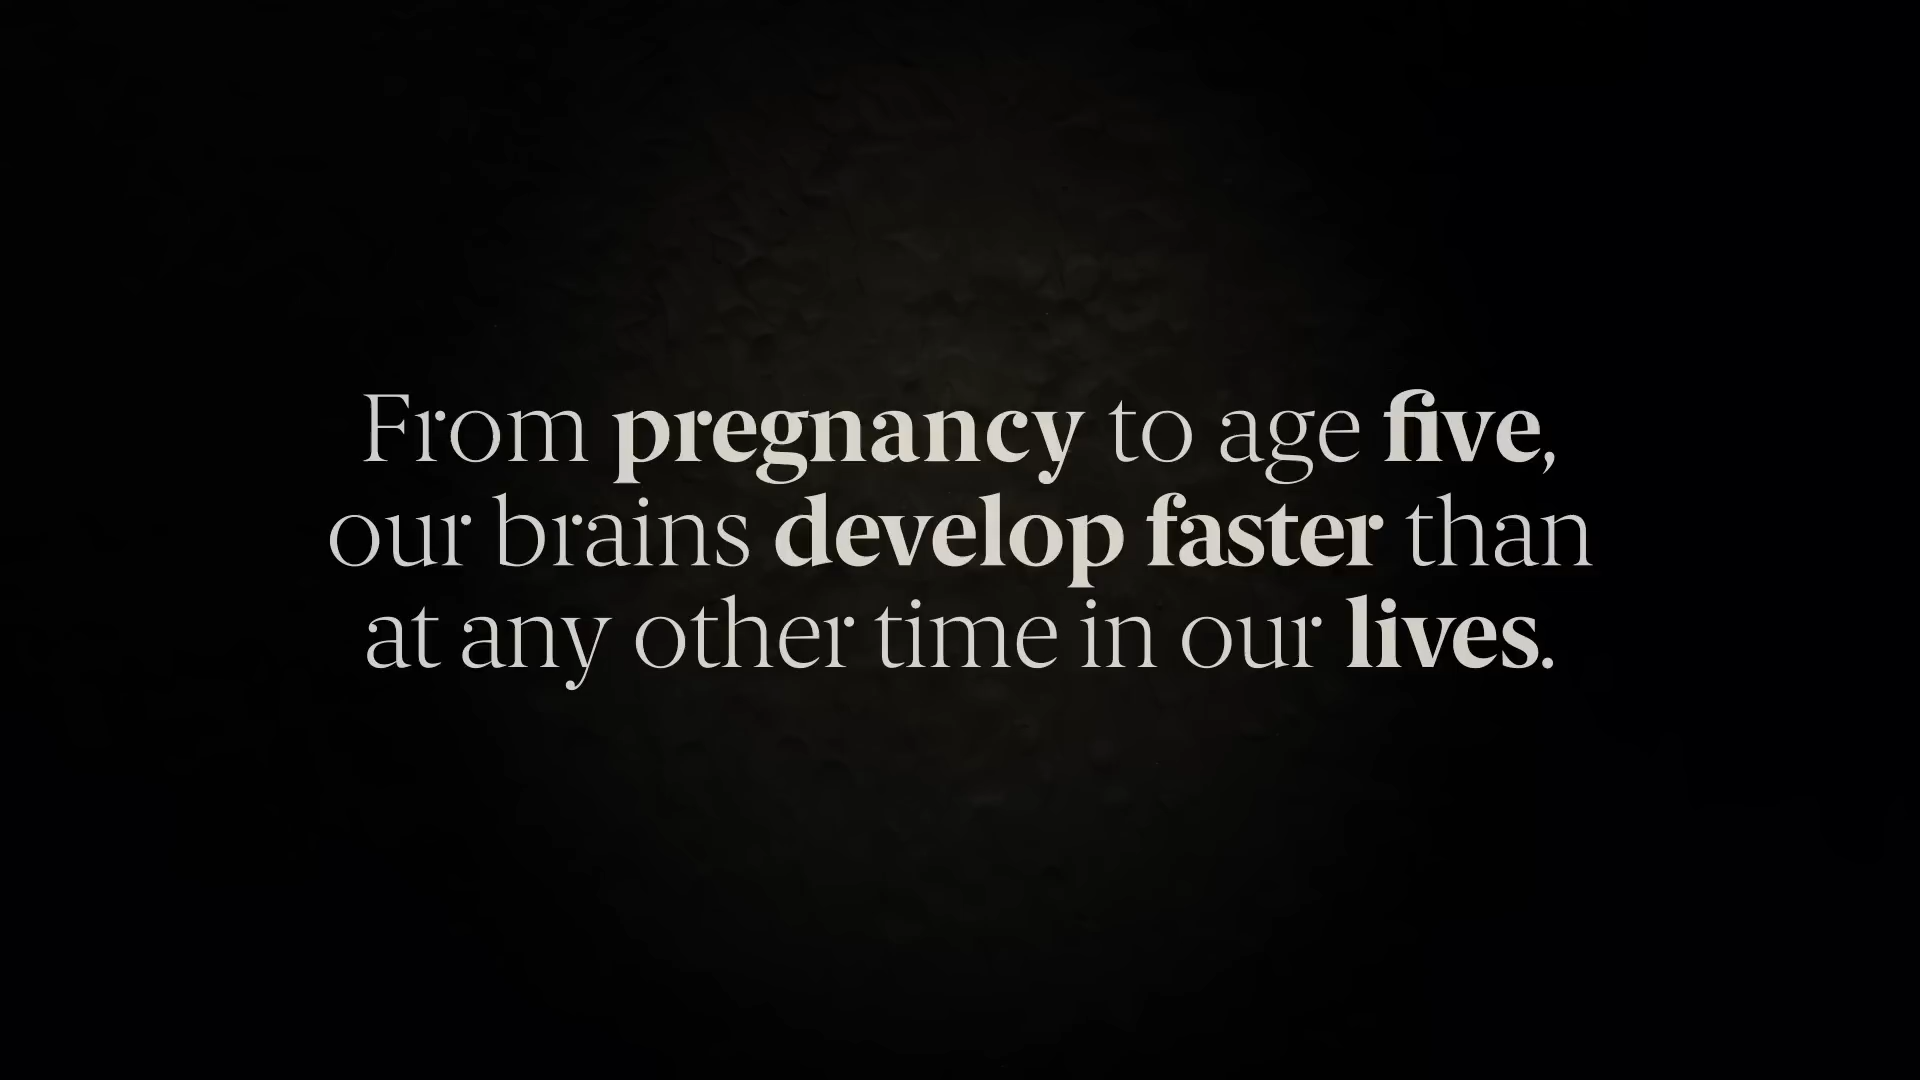 From pregnancy to age five,
our brains develop faster than
at any other time in our lives.